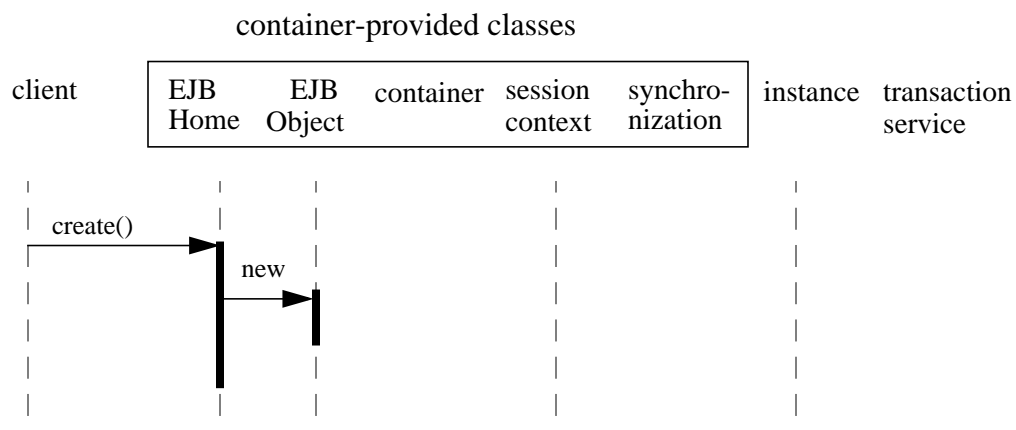 container-provided classes
client
EJB
Home
EJB
Object
container
session
context
synchro-
nization
instance
transaction
service
create()
new